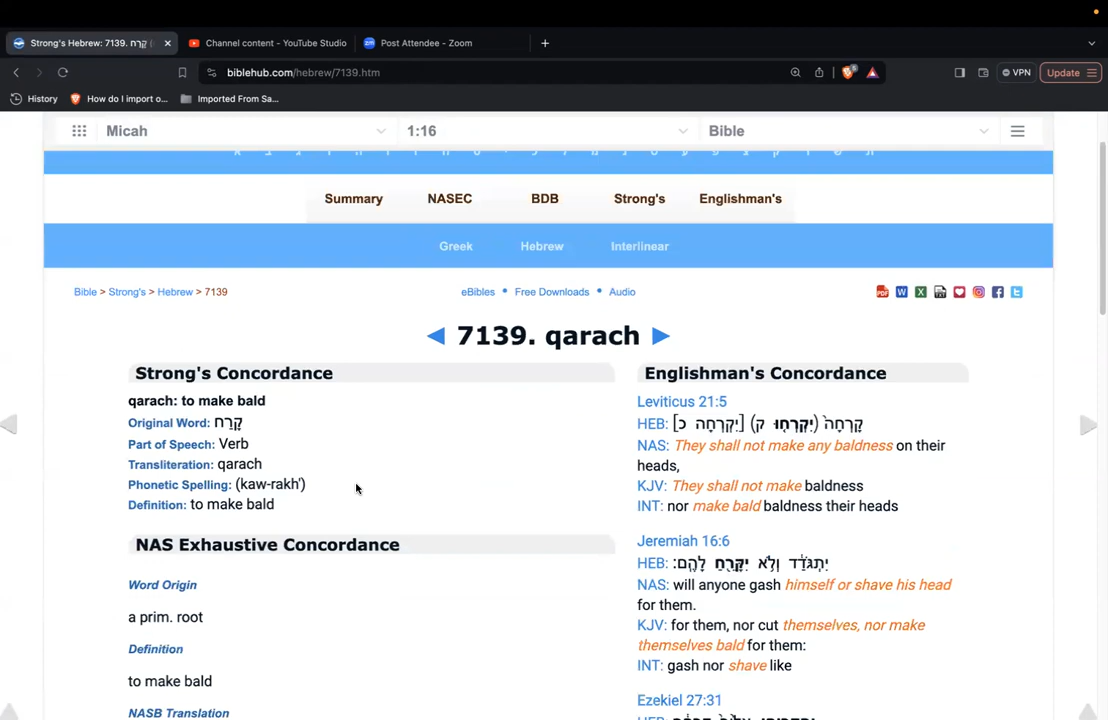 Strong's Hebrew: 7139. קָרַח (
Channel content - YouTube Studio
Post Attendee - Zoom
biblehub.com/hebrew/7139.htm
VPN
Update
History
How do I import o...
Imported From Sa...
Micah
1:16
Bible
Summary
NASEC
BDB
Strong's
Englishman's
Greek
Hebrew
Interlinear
Bible > Strong's > Hebrew > 7139
eBibles • Free Downloads • Audio
◀ 7139. qarach ▶
Strong's Concordance
qarach: to make bald
Original Word: קָרַח
Part of Speech: Verb
Transliteration: qarach
Phonetic Spelling: (kaw-rakh')
Definition: to make bald
NAS Exhaustive Concordance
Word Origin
a prim. root
Definition
to make bald
NASB Translation
Englishman's Concordance
Leviticus 21:5
HEB: [יִקְרְחָה כ] (יִקְרְח֤וּ ק) קָרְחָה֙
NAS: They shall not make any baldness on their
heads,
KJV: They shall not make baldness
INT: nor make bald baldness their heads
Jeremiah 16:6
HEB: יִתְגֹּדַ֔ד וְלֹ֥א יִקָּרֵ֖חַ לָהֶֽם׃
NAS: will anyone gash himself or shave his head
for them.
KJV: for them, nor cut themselves, nor make
themselves bald for them:
INT: gash nor shave like
Ezekiel 27:31
HEB: